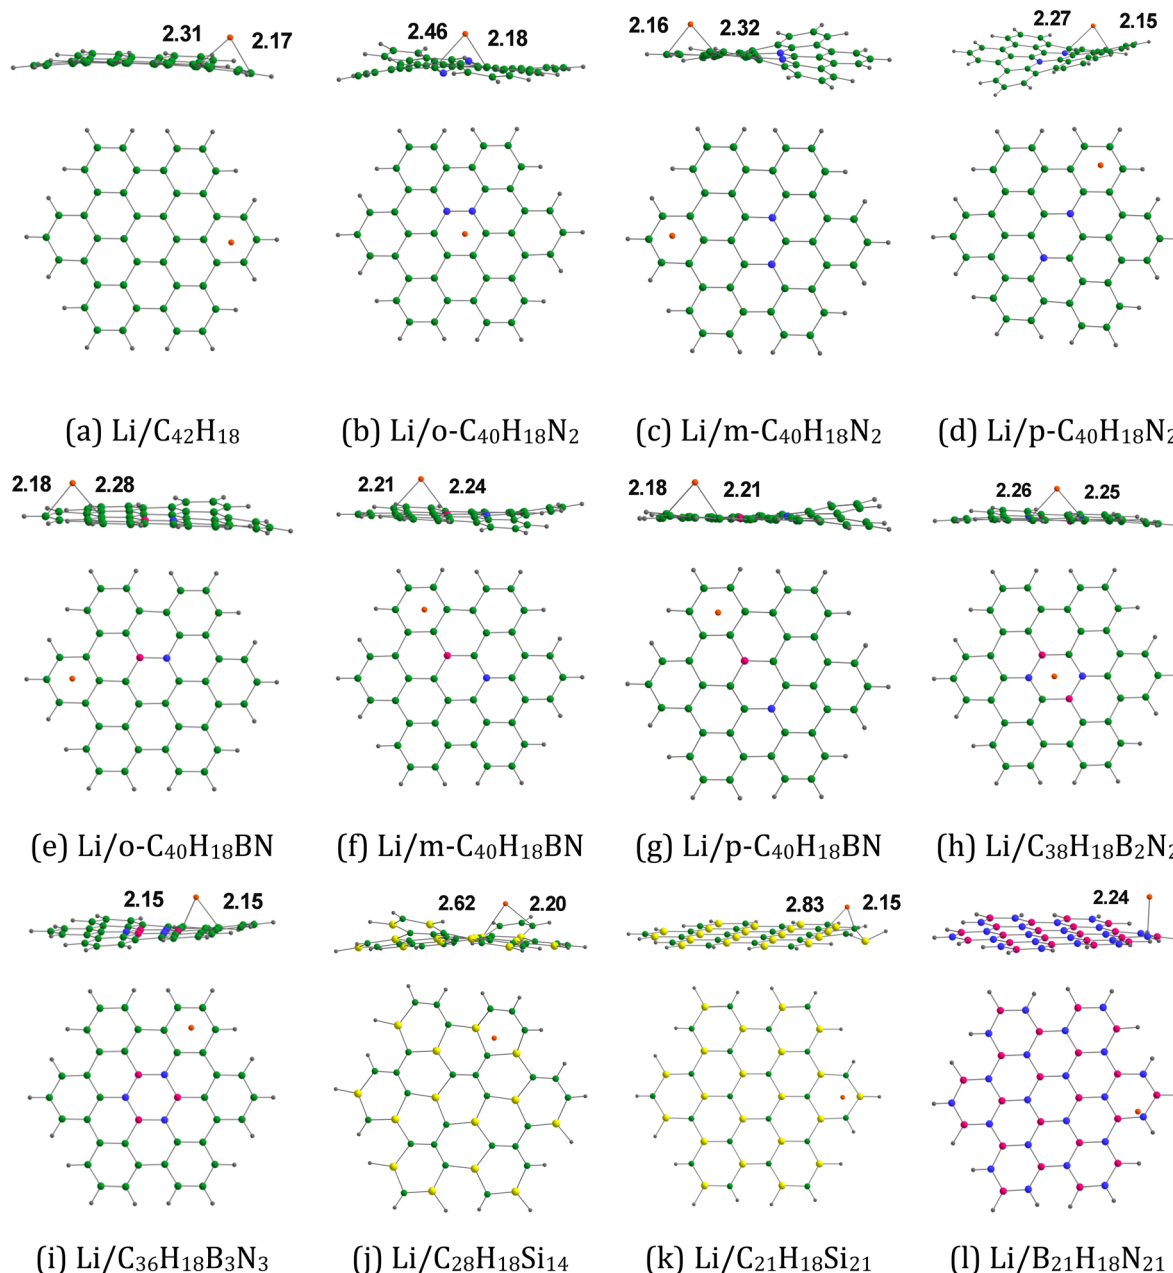 2.31 2.17 2.46 2.18 2.16 2.32 2.27 2.15
(a) Li/C₄₂H₁₈ (b) Li/o-C₄₀H₁₈N₂ (c) Li/m-C₄₀H₁₈N₂ (d) Li/p-C₄₀H₁₈N₂
2.18 2.28 2.21 2.24 2.18 2.21 2.26 2.25
(e) Li/o-C₄₀H₁₈BN (f) Li/m-C₄₀H₁₈BN (g) Li/p-C₄₀H₁₈BN (h) Li/C₃₈H₁₈B₂N₂
2.15 2.15 2.62 2.20 2.83 2.15 2.24
(i) Li/C₃₆H₁₈B₃N₃ (j) Li/C₂₈H₁₈Si₁₄ (k) Li/C₂₁H₁₈Si₂₁ (l) Li/B₂₁H₁₈N₂₁